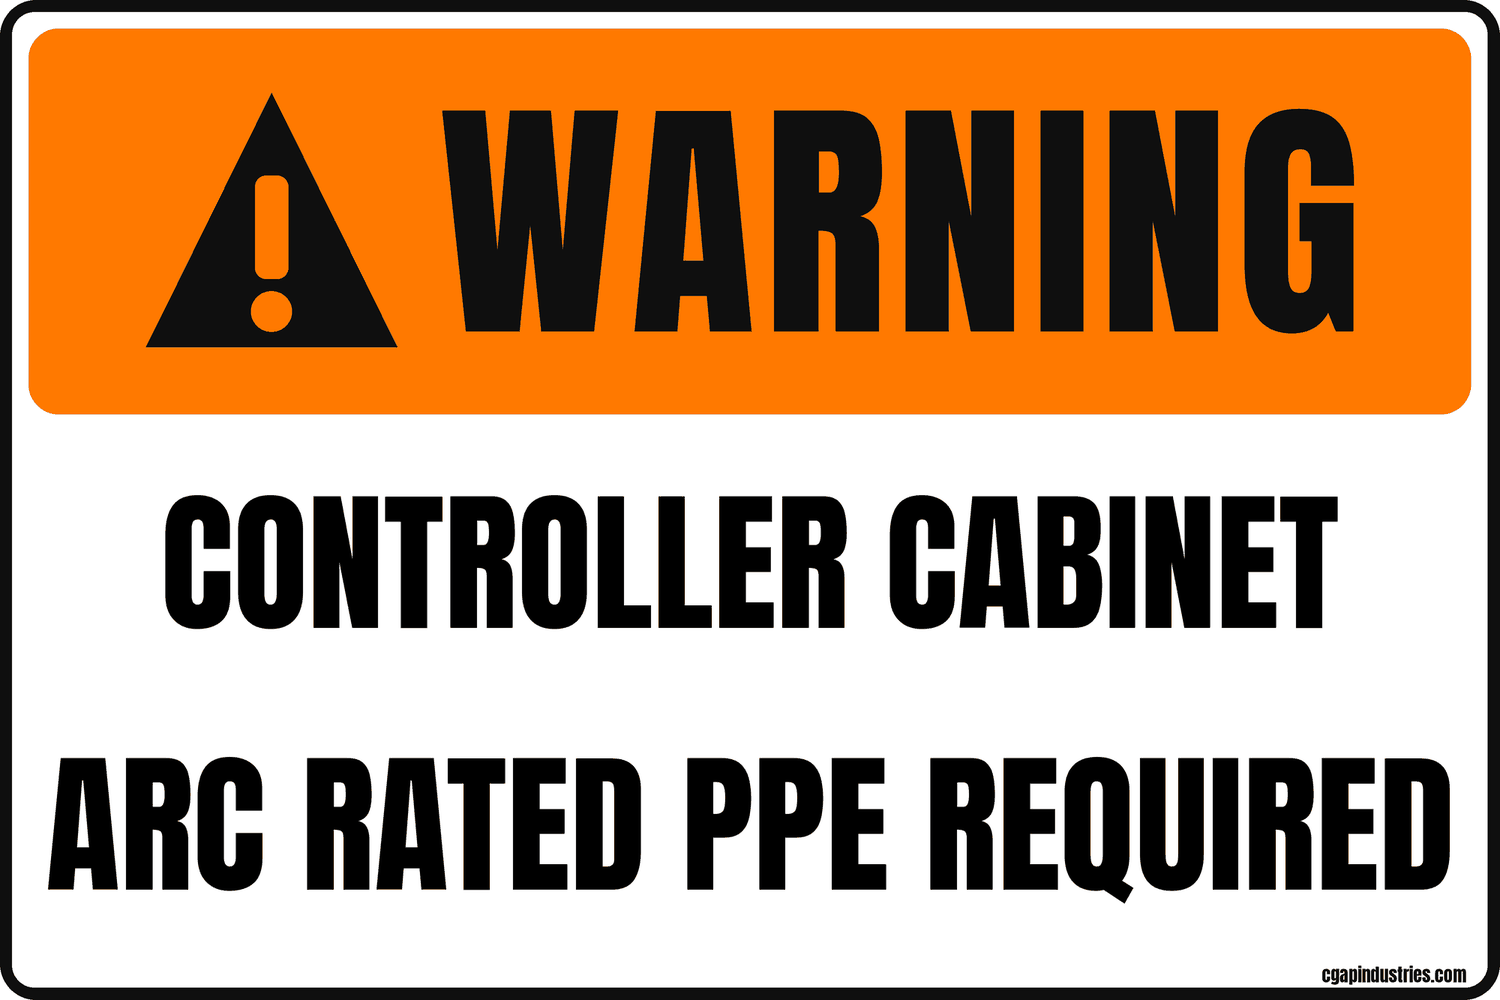 WARNING
CONTROLLER CABINET
ARC RATED PPE REQUIRED
cgapindustries.com